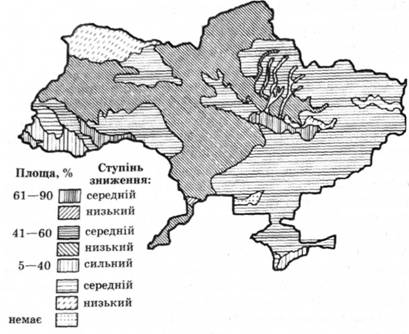 Площа, % Ступінь
зниження:
61—90 середній
низький
41—60 середній
низький
5—40 сильний
середній
низький
немає